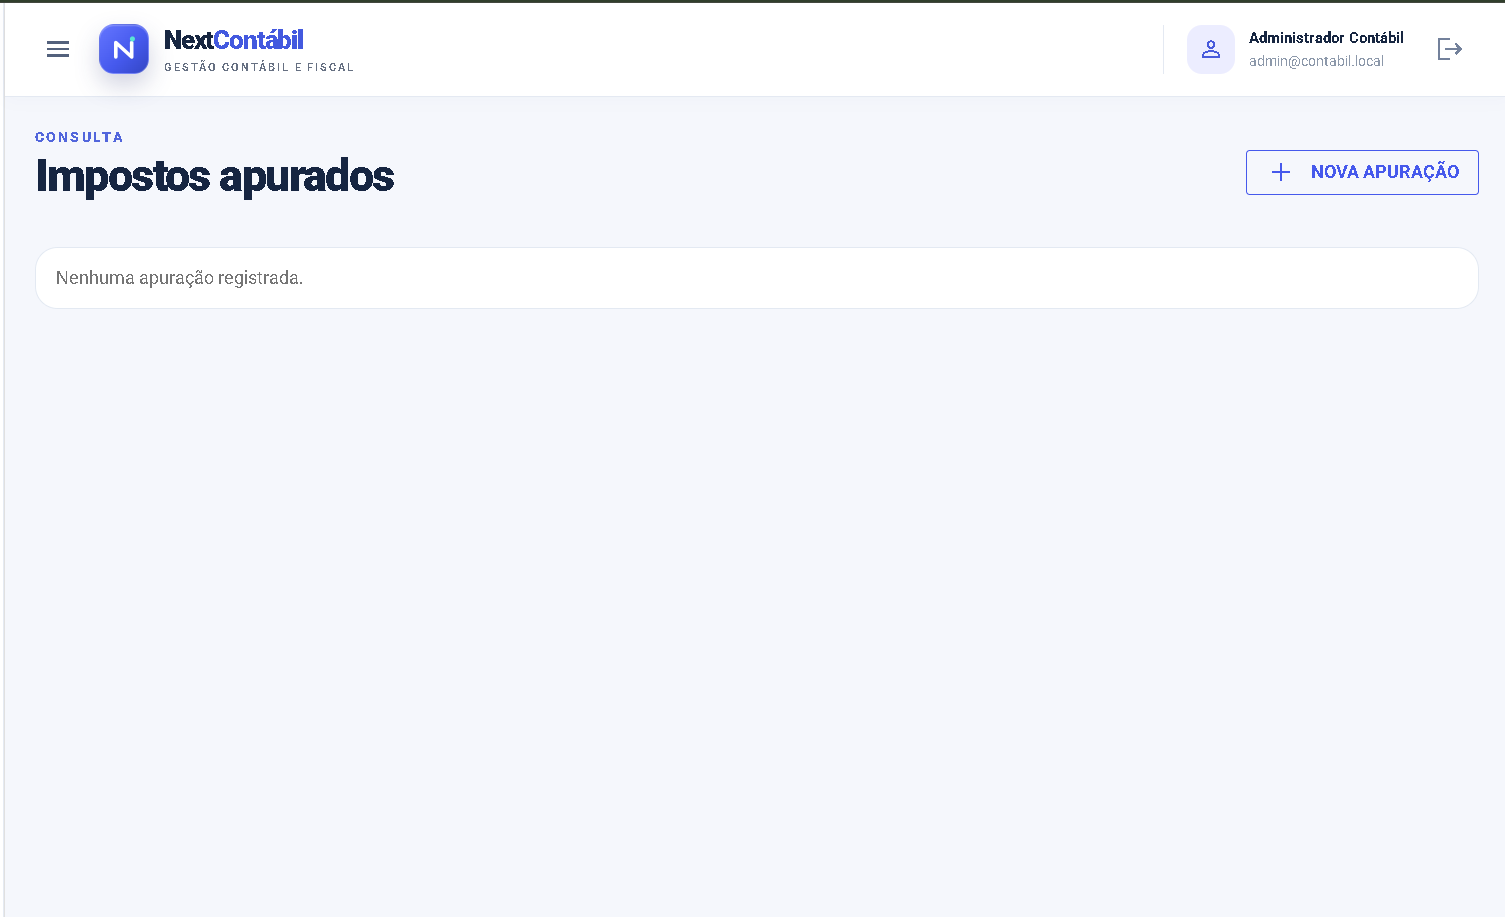 NextContábil
GESTÃO CONTÁBIL E FISCAL
Administrador Contábil
admin@contabil.local
CONSULTA
Impostos apurados
NOVA APURAÇÃO
Nenhuma apuração registrada.